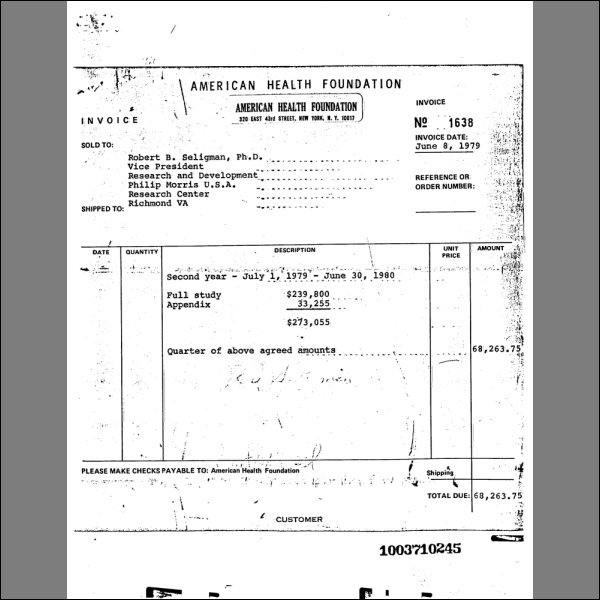 AMERICAN HEALTH FOUNDATION
AMERICAN HEALTH FOUNDATION
320 EAST 43rd STREET, NEW YORK, N. Y. 10017
INVOICE
INVOICE
Nº 1638
INVOICE DATE:
June 8, 1979
SOLD TO:
Robert B. Seligman, Ph.D.
Vice President
Research and Development
Philip Morris U.S.A.
Research Center
Richmond VA
REFERENCE OR
ORDER NUMBER:
SHIPPED TO:
DATE QUANTITY DESCRIPTION UNIT PRICE AMOUNT
Second year - July 1, 1979 - June 30, 1980
Full study $239,800
Appendix 33,255
$273,055
Quarter of above agreed amounts 68,263.75
PLEASE MAKE CHECKS PAYABLE TO: American Health Foundation
Shipping
TOTAL DUE: 68,263.75
CUSTOMER
1003710245